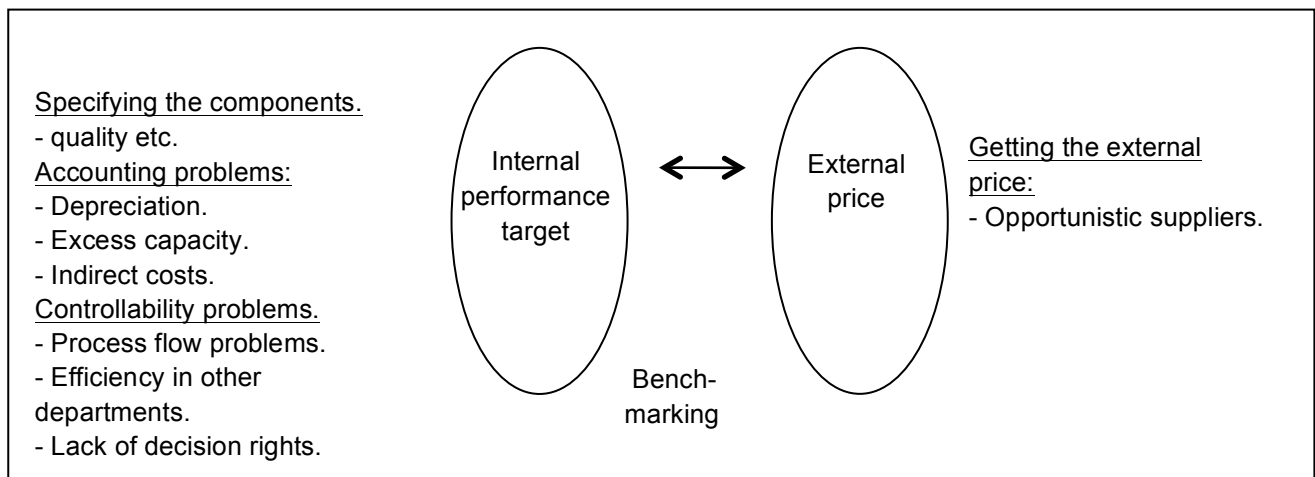 Specifying the components.
- quality etc.
Accounting problems:
- Depreciation.
- Excess capacity.
- Indirect costs.
Controllability problems.
- Process flow problems.
- Efficiency in other
departments.
- Lack of decision rights.
Internal
performance
target
Bench-
marking
External
price
Getting the external
price:
- Opportunistic suppliers.